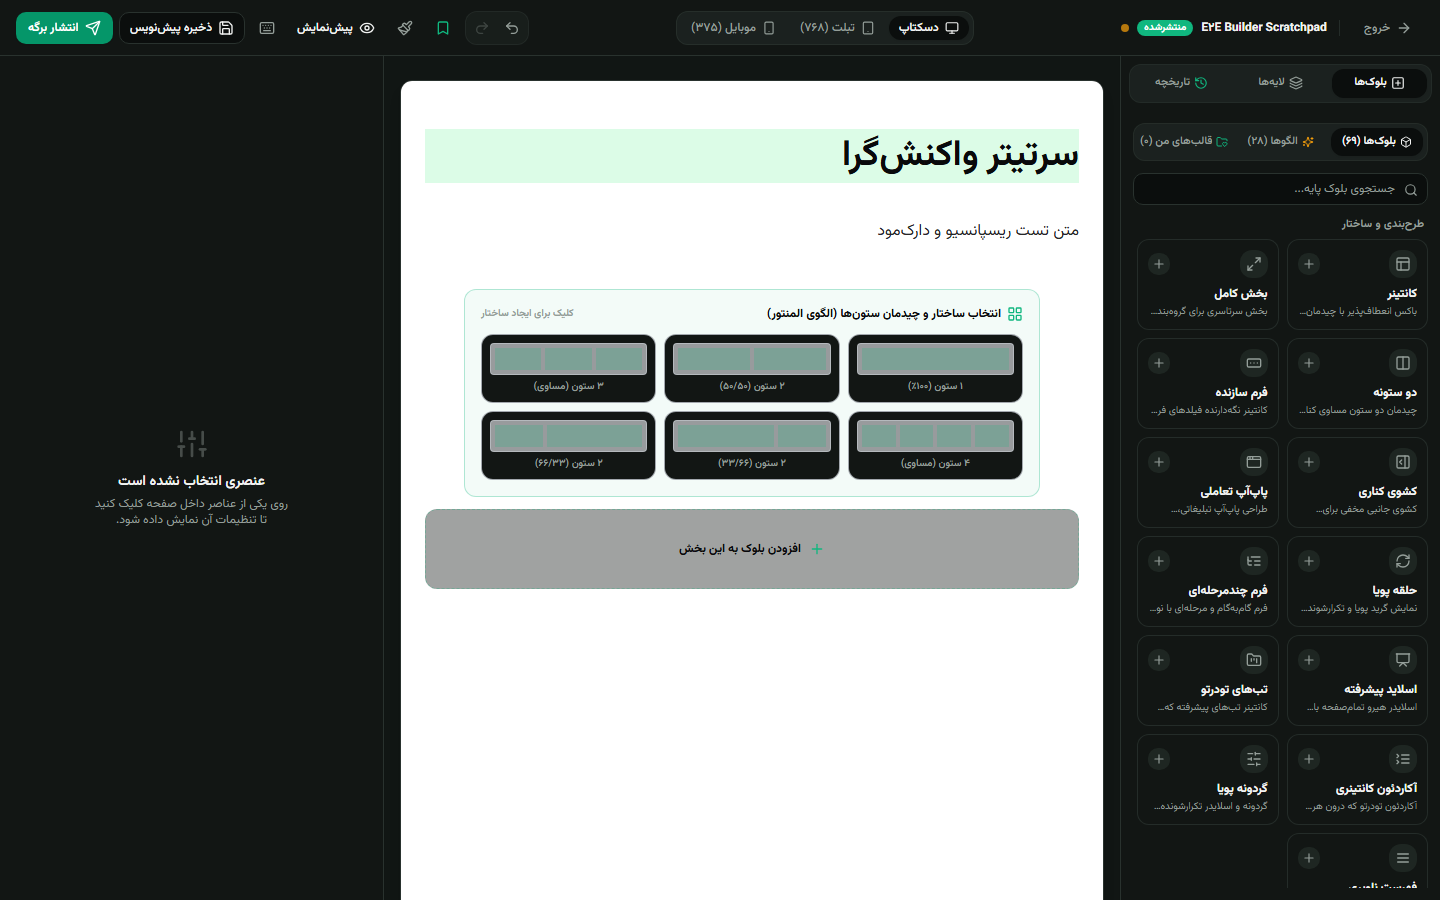 خروج
E2E Builder Scratchpad
منتشرشده
دسکتاپ
تبلت (۷۶۸)
موبایل (۳۷۵)
پیش‌نمایش
ذخیره پیش‌نویس
انتشار برگه
بلوک‌ها
لایه‌ها
تاریخچه
بلوک‌ها (۶۹)
الگوها (۲۸)
قالب‌های من (۰)
جستجوی بلوک پایه...
طرح‌بندی و ساختار
کانتینر
باکس انعطاف‌پذیر با چیدمان...
بخش کامل
بخش سرتاسری برای گروه‌بند...
دو ستونه
چیدمان دو ستون مساوی کنا...
فرم سازنده
کانتینر نگه‌دارنده فیلدهای فر...
کشوی کناری
کشوی جانبی مخفی برای...
پاپ‌آپ تعاملی
طراحی پاپ‌آپ تبلیغاتی،...
حلقه پویا
نمایش گرید پویا و تکرارشوند...
فرم چندمرحله‌ای
فرم گام‌به‌گام و مرحله‌ای با نو...
اسلاید پیشرفته
اسلایدر هیرو تمام‌صفحه با...
تب‌های تودرتو
کانتینر تب‌های پیشرفته که...
آکاردئون کانتینری
آکاردئون تودرتو که درون هر...
گردونه پویا
گردونه و اسلایدر تکرارشونده...
سرتیتر واکنش‌گرا
متن تست ریسپانسیو و دارک‌مود
انتخاب ساختار و چیدمان ستون‌ها (الگوی المنتور)
کلیک برای ایجاد ساختار
۱ ستون (۱۰۰٪)
۲ ستون (۵۰/۵۰)
۳ ستون (مساوی)
۴ ستون (مساوی)
۲ ستون (۳۳/۶۶)
۲ ستون (۶۶/۳۳)
افزودن بلوک به این بخش
عنصری انتخاب نشده است
روی یکی از عناصر داخل صفحه کلیک کنید
تا تنظیمات آن نمایش داده شود.